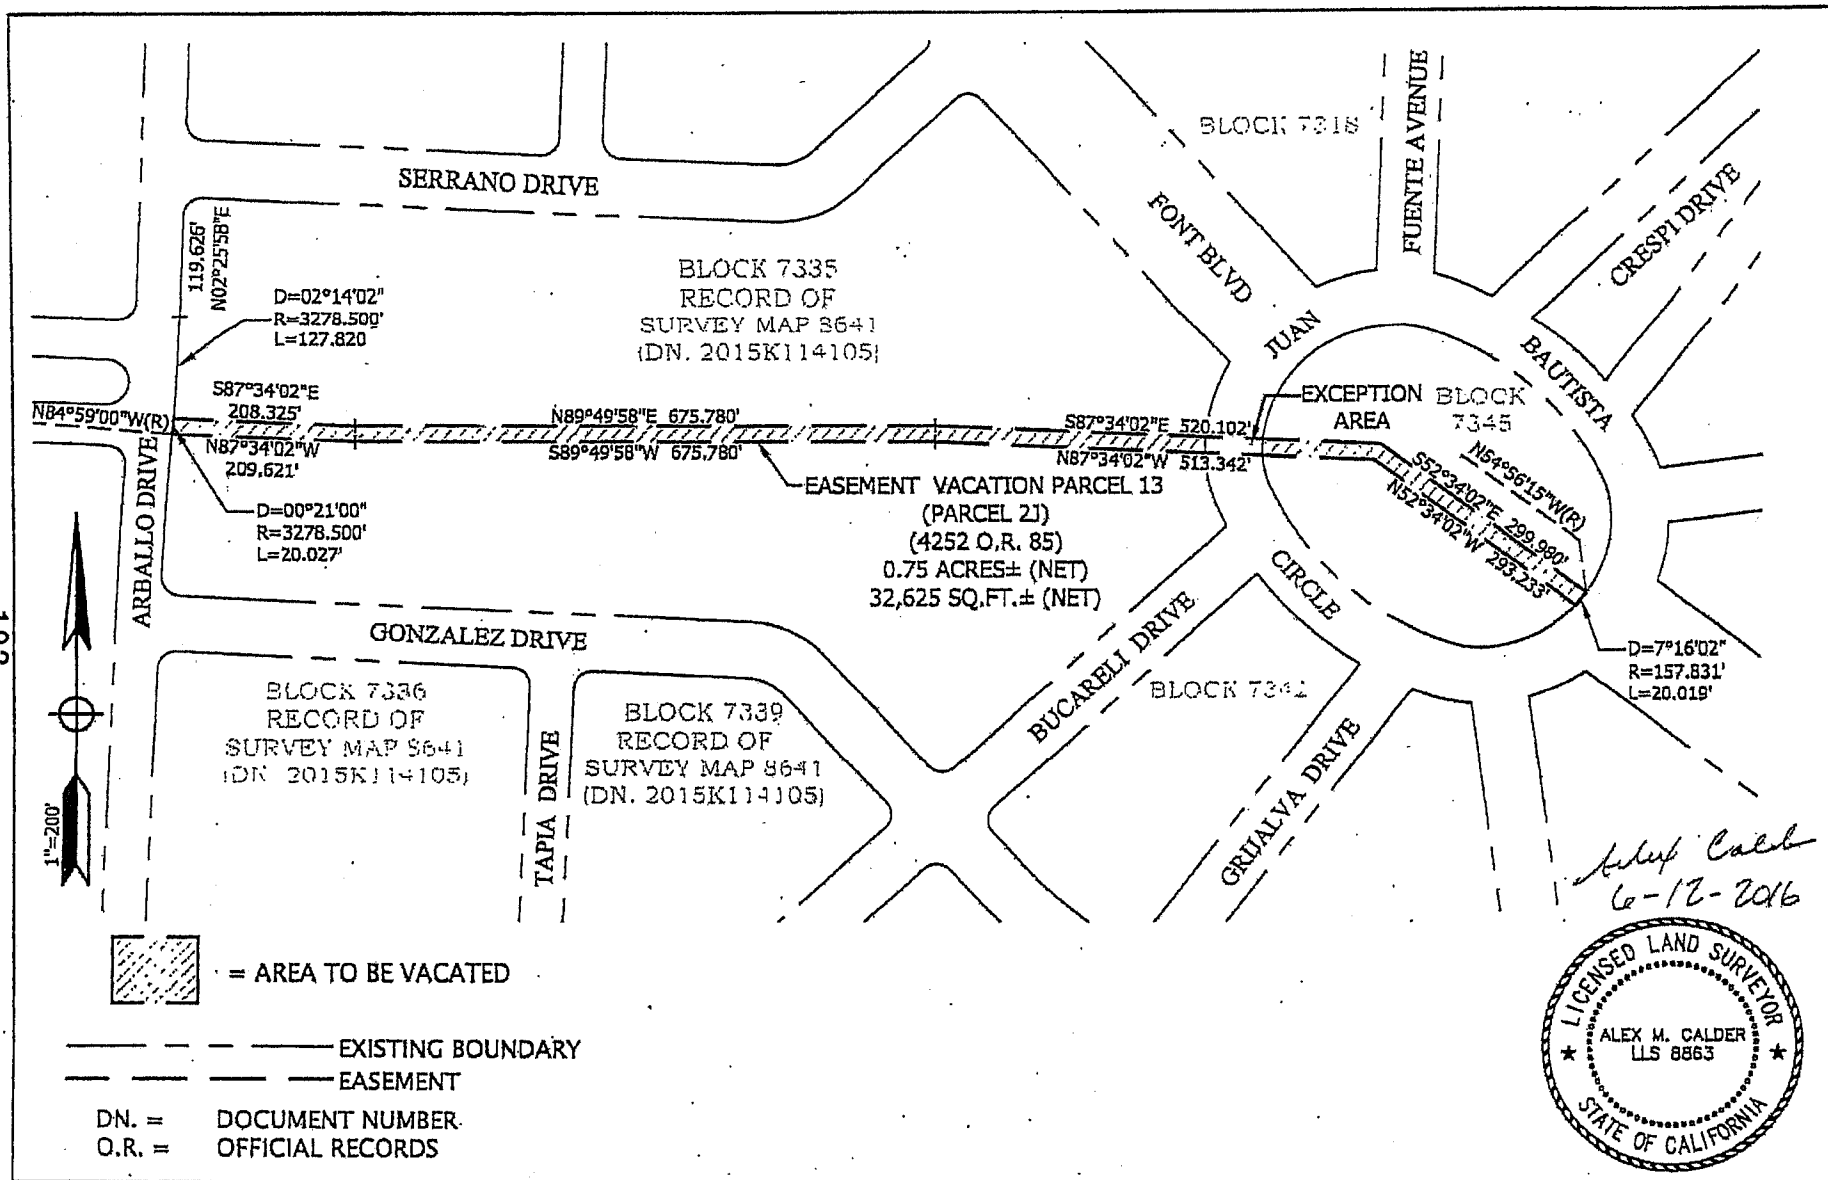 BLOCK 7318
FUENTE AVENUE
CRESPI DRIVE
SERRANO DRIVE
FONT BLVD
119.626'
N02°25'58"E
BLOCK 7335
RECORD OF
SURVEY MAP 8641
(DN. 2015K114105)
D=02°14'02"
R=3278.500'
L=127.820
JUAN
BAUTISTA
CIRCLE
EXCEPTION
AREA
BLOCK
7345
S87°34'02"E
208.325'
N84°59'00"W(R)
N87°34'02"W
209.621'
N89°49'58"E 675.780'
S89°49'58"W 675.780'
S87°34'02"E 520.102'
N87°34'02"W 513.342'
N54°56'15"W(R)
S52°34'02"E 299.980'
N52°34'02"W 293.233'
EASEMENT VACATION PARCEL 13
(PARCEL 2J)
(4252 O.R. 85)
0.75 ACRES± (NET)
32,625 SQ.FT.± (NET)
D=00°21'00"
R=3278.500'
L=20.027'
ARBALLO DRIVE
GONZALEZ DRIVE
D=7°16'02"
R=157.831'
L=20.019'
BLOCK 7336
RECORD OF
SURVEY MAP 8641
(DN 2015K114105)
BLOCK 7339
RECORD OF
SURVEY MAP 8641
(DN. 2015K114105)
BUCARELI DRIVE
BLOCK 7342
TAPIA DRIVE
GRIJALVA DRIVE
1"=200'
6-12-2016
= AREA TO BE VACATED
EXISTING BOUNDARY
EASEMENT
DN. = DOCUMENT NUMBER
O.R. = OFFICIAL RECORDS
LICENSED LAND SURVEYOR
ALEX M. CALDER
LLS 8863
STATE OF CALIFORNIA